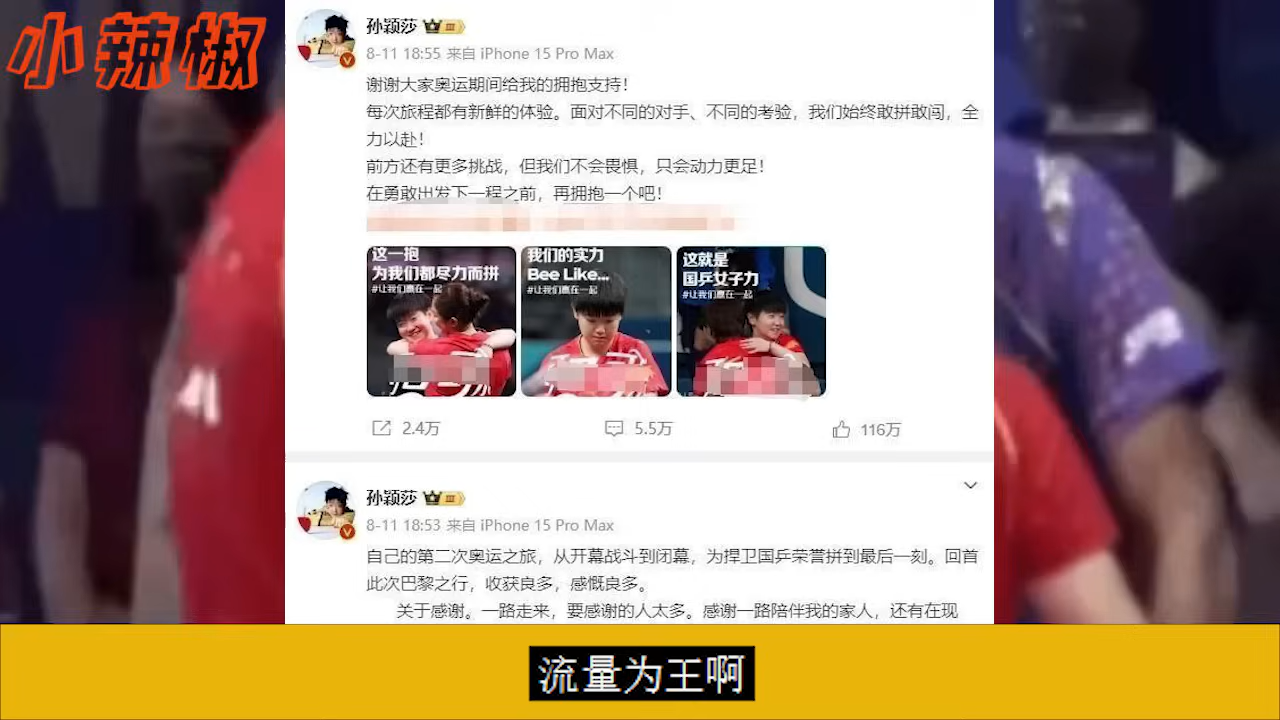 小辣椒
孙颖莎
8-11 18:55 来自 iPhone 15 Pro Max
谢谢大家奥运期间给我的拥抱支持！
每次旅程都有新鲜的体验。面对不同的对手、不同的考验，我们始终敢拼敢闯，全
力以赴！
前方还有更多挑战，但我们不会畏惧，只会动力更足！
在勇敢出发下一程之前，再拥抱一个吧！
这一抱
为我们都尽力而拼
#让我们赢在一起
我们的实力
Bee Like...
#让我们赢在一起
这就是
国乒女子力
#让我们赢在一起
2.4万
5.5万
116万
孙颖莎
8-11 18:53 来自 iPhone 15 Pro Max
自己的第二次奥运之旅，从开幕战斗到闭幕，为捍卫国乒荣誉拼到最后一刻。回首
此次巴黎之行，收获良多，感慨良多。
关于感谢。一路走来，要感谢的人太多。感谢一路陪伴我的家人，还有在现
流量为王啊